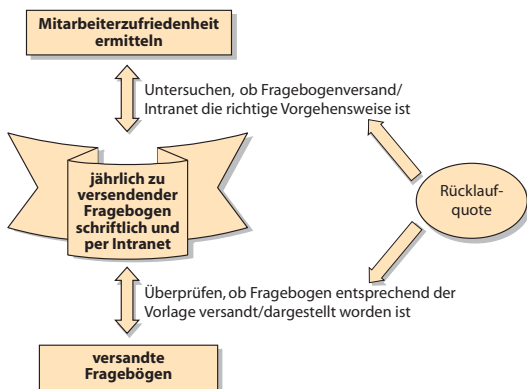 Mitarbeiterzufriedenheit
ermitteln
Untersuchen, ob Fragebogenversand/
Intranet die richtige Vorgehensweise ist
jährlich zu
versendender
Fragebogen
schriftlich und
per Intranet
Rücklauf-
quote
Überprüfen, ob Fragebogen entsprechend der
Vorlage versandt/dargestellt worden ist
versandte
Fragebögen